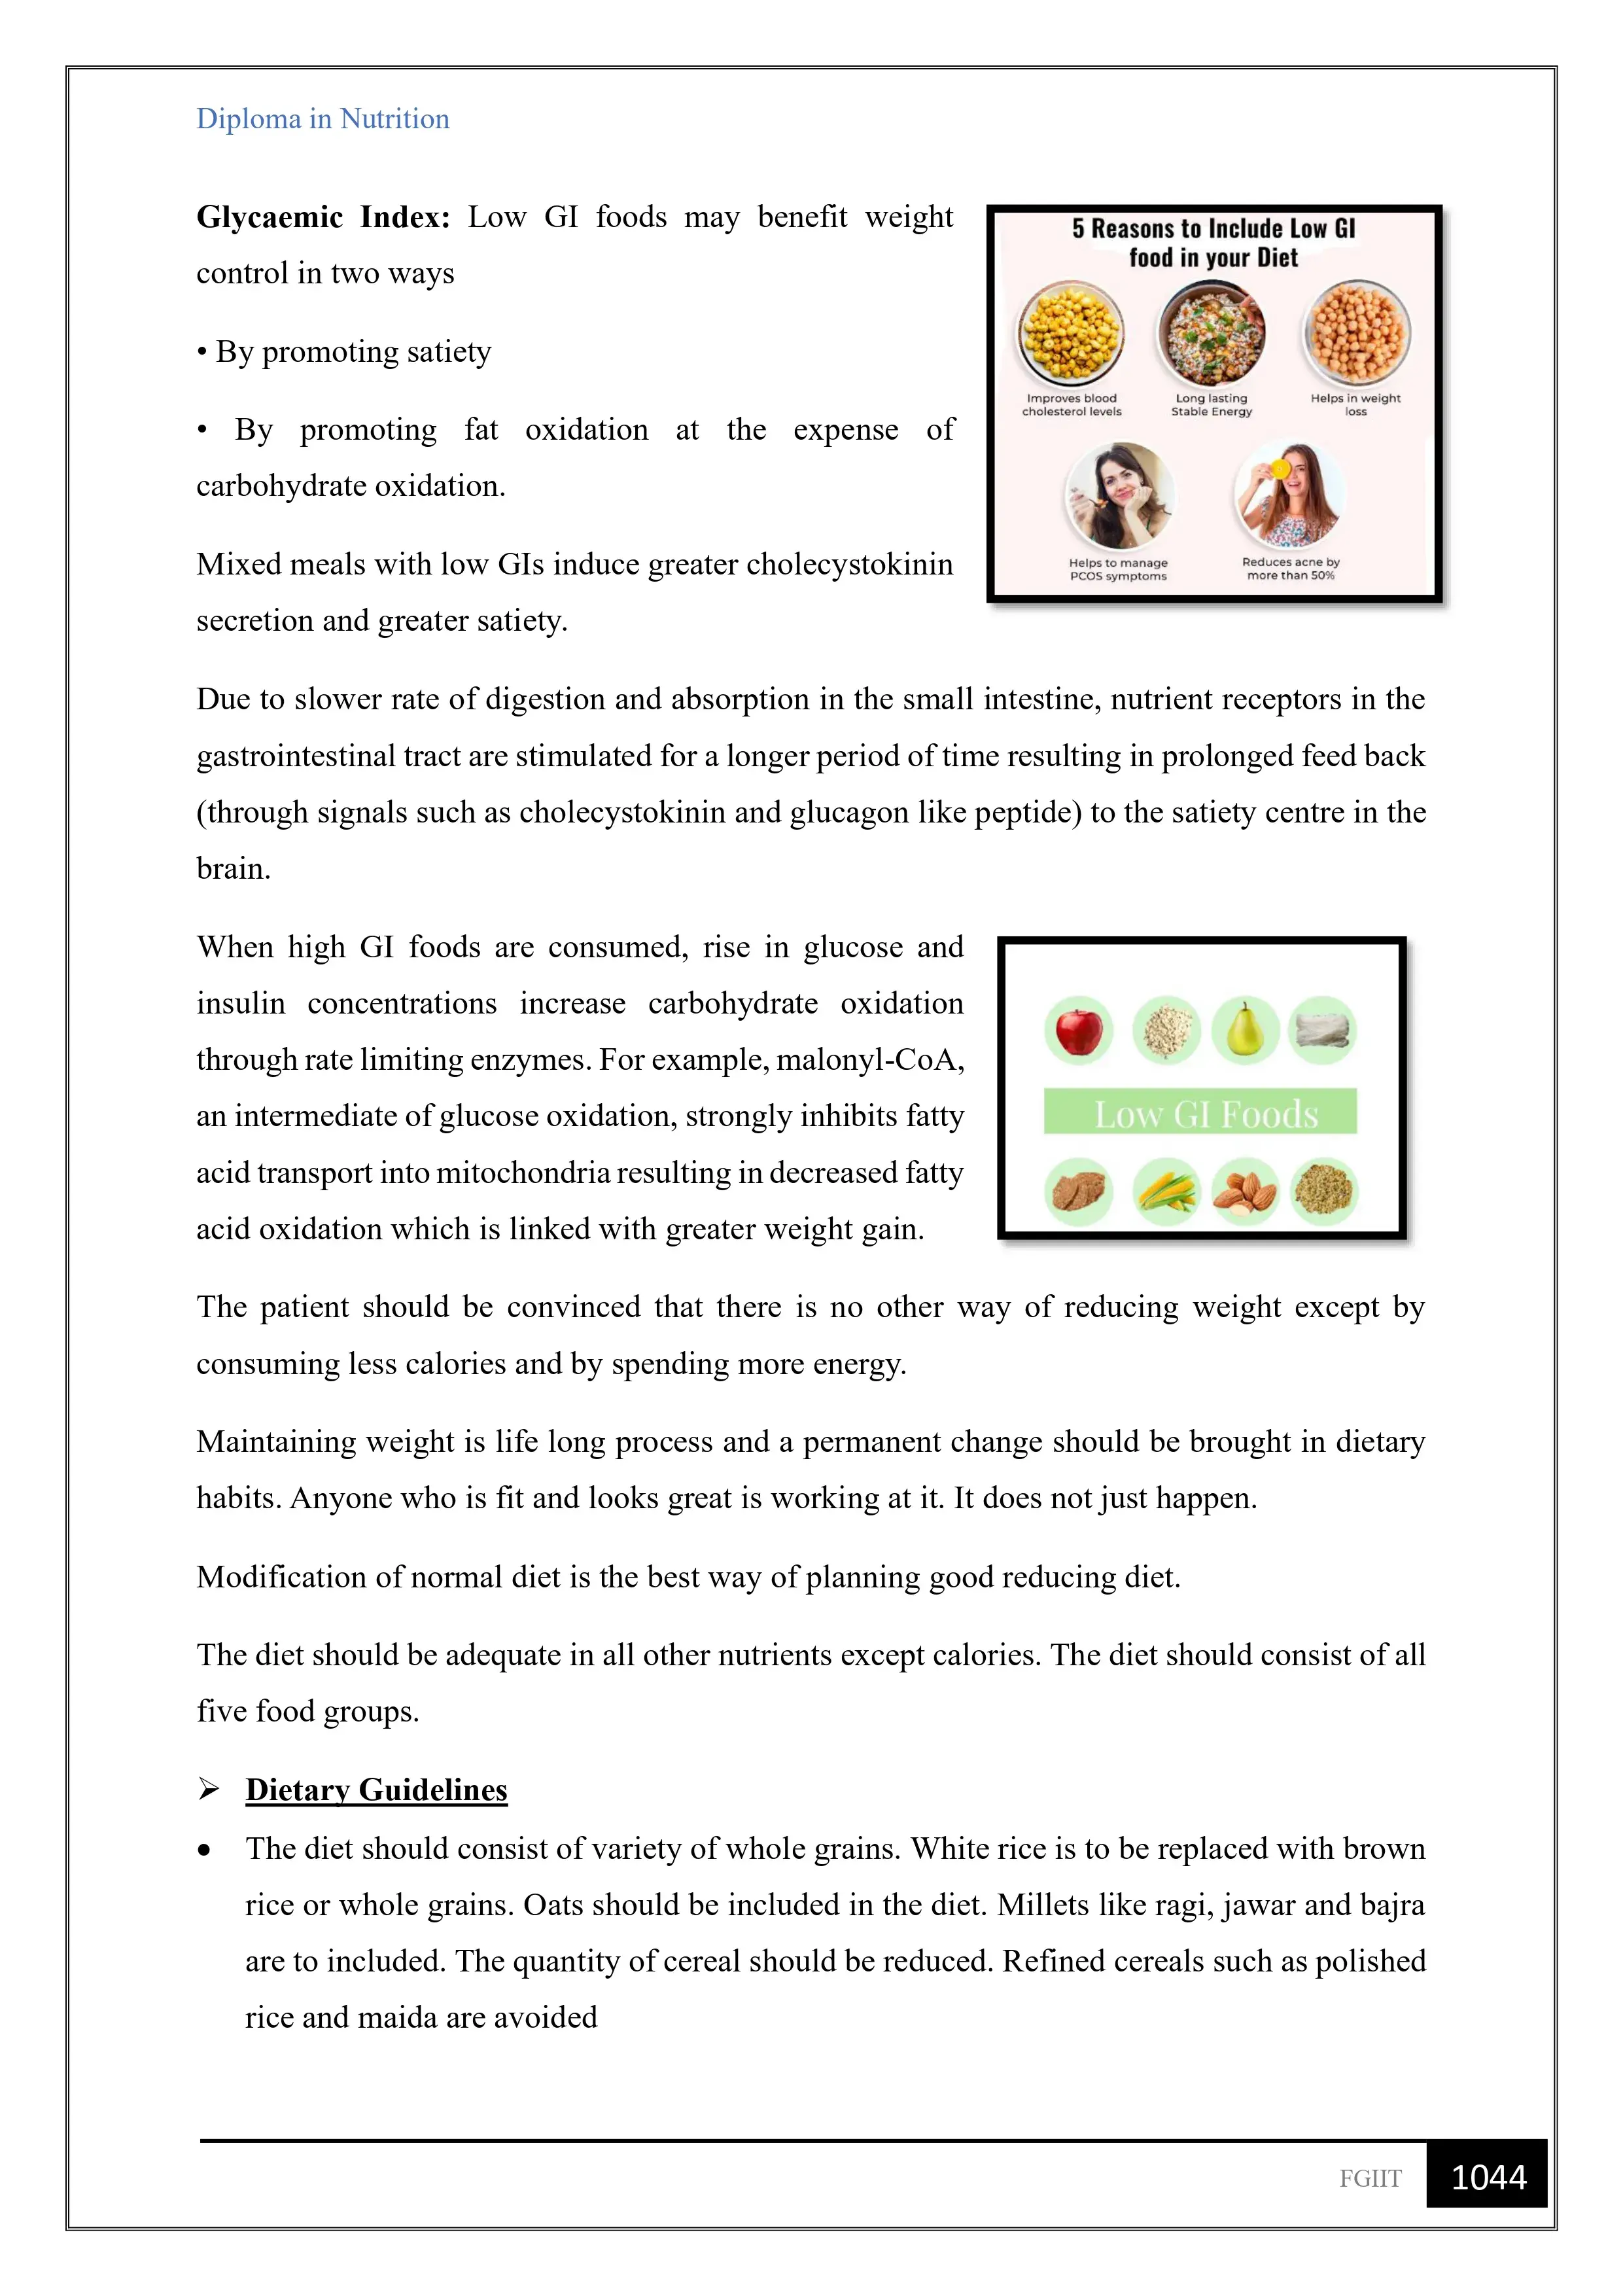 Diploma in Nutrition
Glycaemic Index: Low GI foods may benefit weight
control in two ways
• By promoting satiety
• By promoting fat oxidation at the expense of
carbohydrate oxidation.
Mixed meals with low GIs induce greater cholecystokinin
secretion and greater satiety.
5 Reasons to Include Low GI
food in your Diet
Improves blood
cholesterol levels
Long lasting
Stable Energy
Helps in weight
loss
Helps to manage
PCOS symptoms
Reduces acne by
more than 50%
Due to slower rate of digestion and absorption in the small intestine, nutrient receptors in the
gastrointestinal tract are stimulated for a longer period of time resulting in prolonged feed back
(through signals such as cholecystokinin and glucagon like peptide) to the satiety centre in the
brain.
When high GI foods are consumed, rise in glucose and
insulin concentrations increase carbohydrate oxidation
through rate limiting enzymes. For example, malonyl-CoA,
an intermediate of glucose oxidation, strongly inhibits fatty
acid transport into mitochondria resulting in decreased fatty
acid oxidation which is linked with greater weight gain.
Low GI Foods
The patient should be convinced that there is no other way of reducing weight except by
consuming less calories and by spending more energy.
Maintaining weight is life long process and a permanent change should be brought in dietary
habits. Anyone who is fit and looks great is working at it. It does not just happen.
Modification of normal diet is the best way of planning good reducing diet.
The diet should be adequate in all other nutrients except calories. The diet should consist of all
five food groups.
➢ Dietary Guidelines
• The diet should consist of variety of whole grains. White rice is to be replaced with brown
rice or whole grains. Oats should be included in the diet. Millets like ragi, jawar and bajra
are to included. The quantity of cereal should be reduced. Refined cereals such as polished
rice and maida are avoided
FGIIT 1044